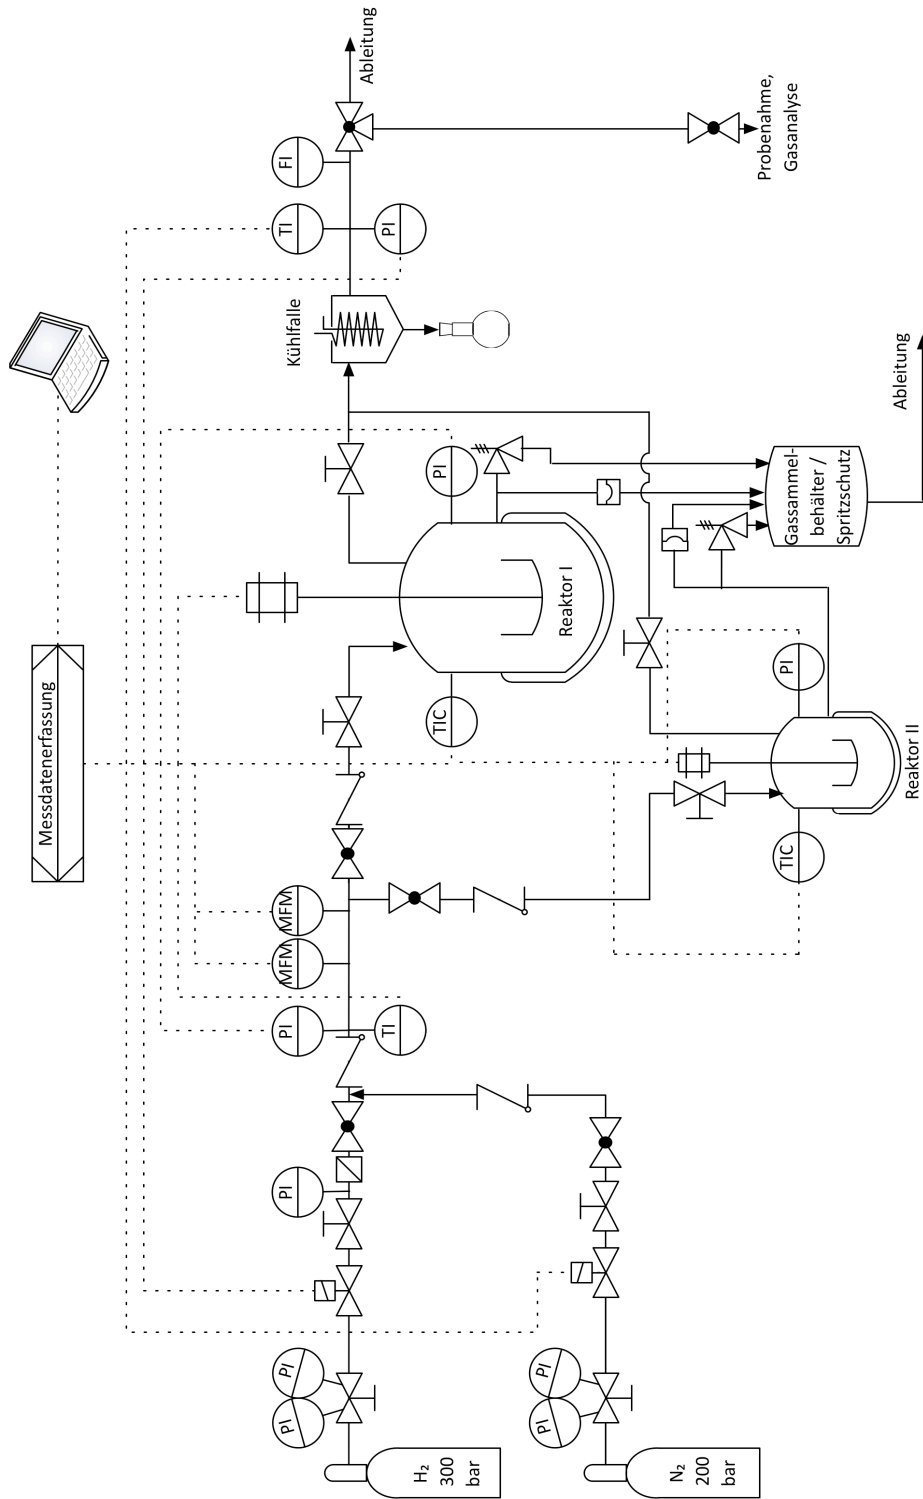 Messdatenerfassung
H₂
300
bar
N₂
200
bar
PI
PI
PI
PI
PI
PI
TI
MFM
MFM
TIC
PI
Reaktor I
TIC
PI
Reaktor II
Kühlfalle
TI
PI
FI
Ableitung
Probenahme,
Gasanalyse
Gassammel-
behälter /
Spritzschutz
Ableitung